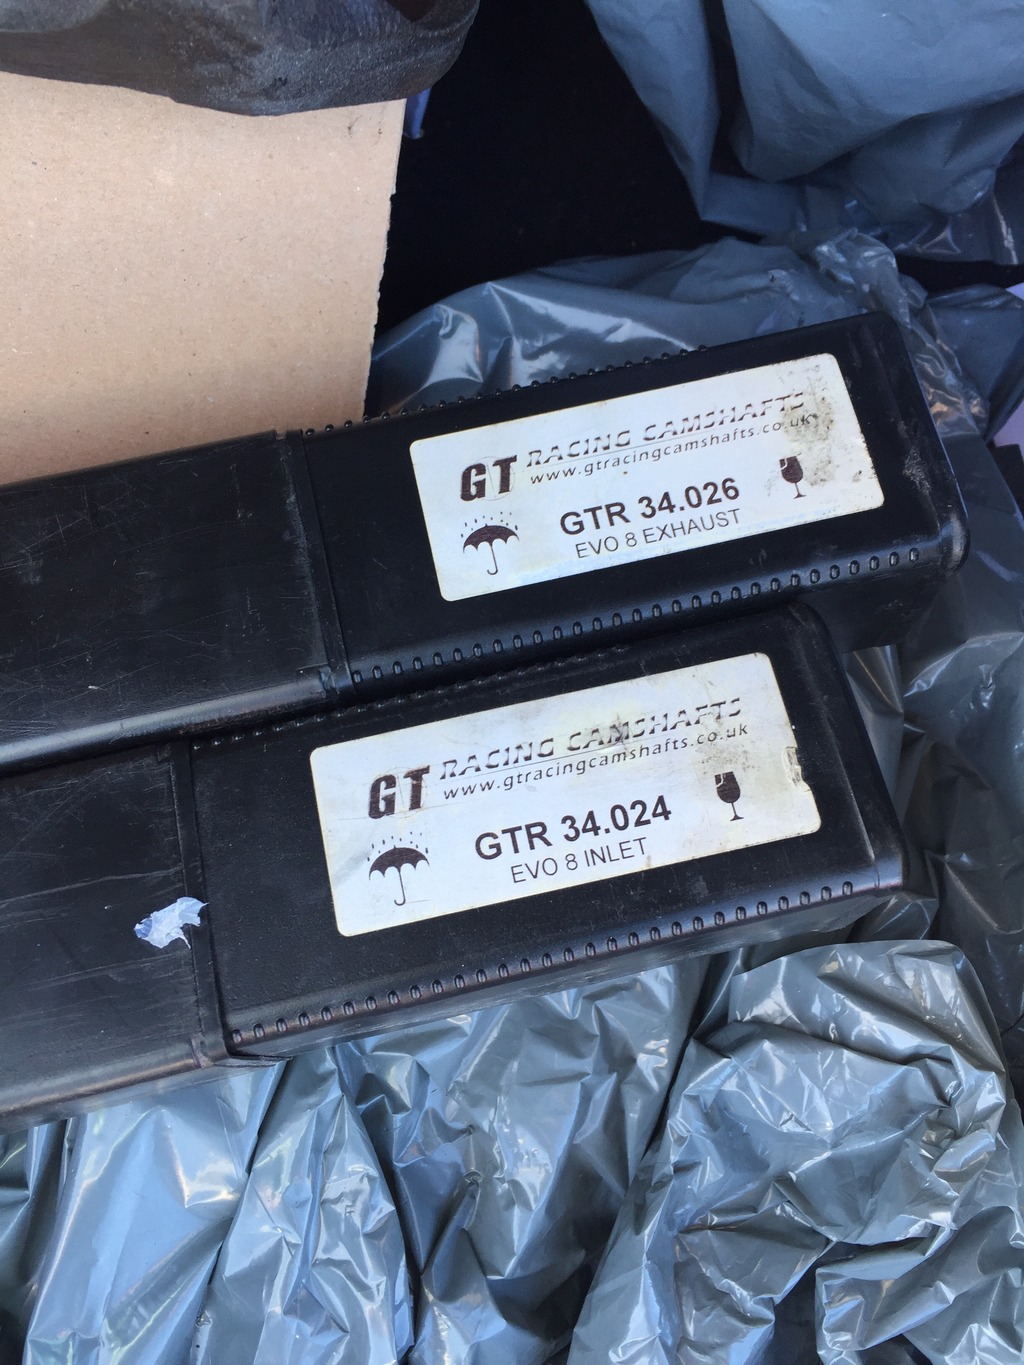 GT RACING CAMSHAFTS
www.gtracingcamshafts.co.uk
GTR 34.026
EVO 8 EXHAUST
GT RACING CAMSHAFTS
www.gtracingcamshafts.co.uk
GTR 34.024
EVO 8 INLET